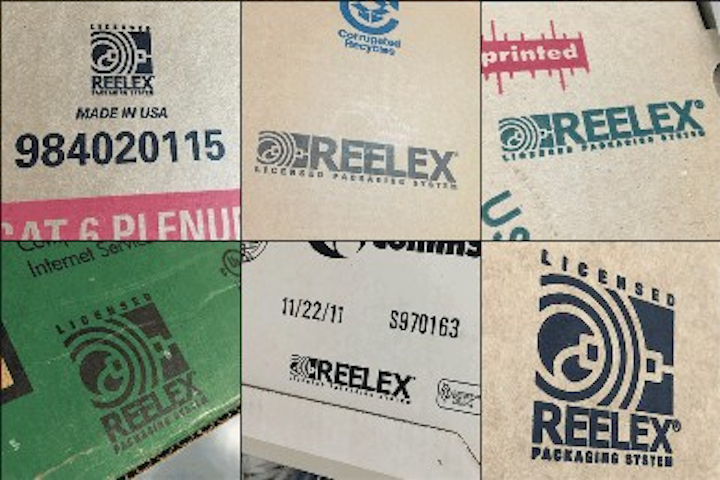 LICENSED
REELEX
PACKAGING SYSTEM
MADE IN USA
984020115
CAT 6 PLENUM
Corrugated
Recycles
REELEX®
LICENSED PACKAGING SYSTEM
printed
REELEX®
LICENSED PACKAGING SYSTEM
U.S
Internet Servic
LICENSED
REELEX
PACKAGING SYSTEM
11/22/11 S970163
REELEX
LICENSED PACKAGING SYSTEM
LICENSED
REELEX®
PACKAGING SYSTEM